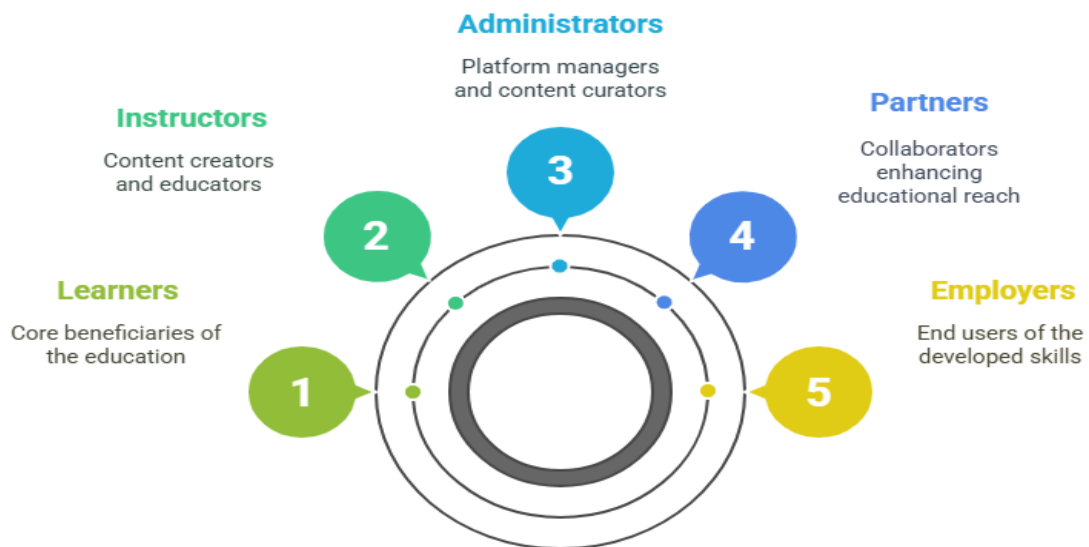 Administrators
Platform managers
and content curators
3
Instructors
Content creators
and educators
2
Partners
Collaborators
enhancing
educational reach
4
Learners
Core beneficiaries of
the education
1
Employers
End users of the
developed skills
5